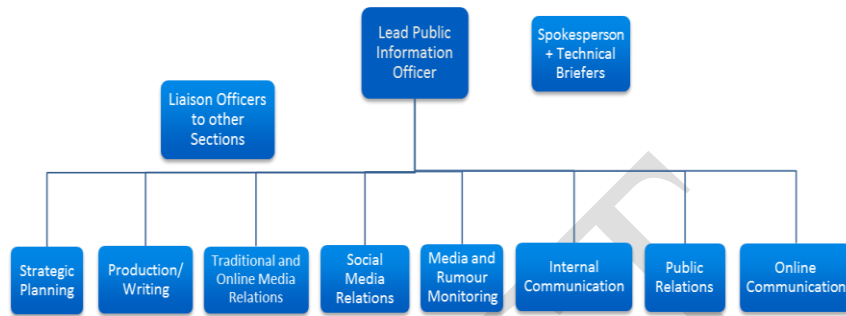 Lead Public
Information
Officer
Spokesperson
+ Technical
Briefers
Liaison Officers
to other
Sections
Strategic
Planning
Production/
Writing
Traditional and
Online Media
Relations
Social
Media
Relations
Media and
Rumour
Monitoring
Internal
Communication
Public
Relations
Online
Communication